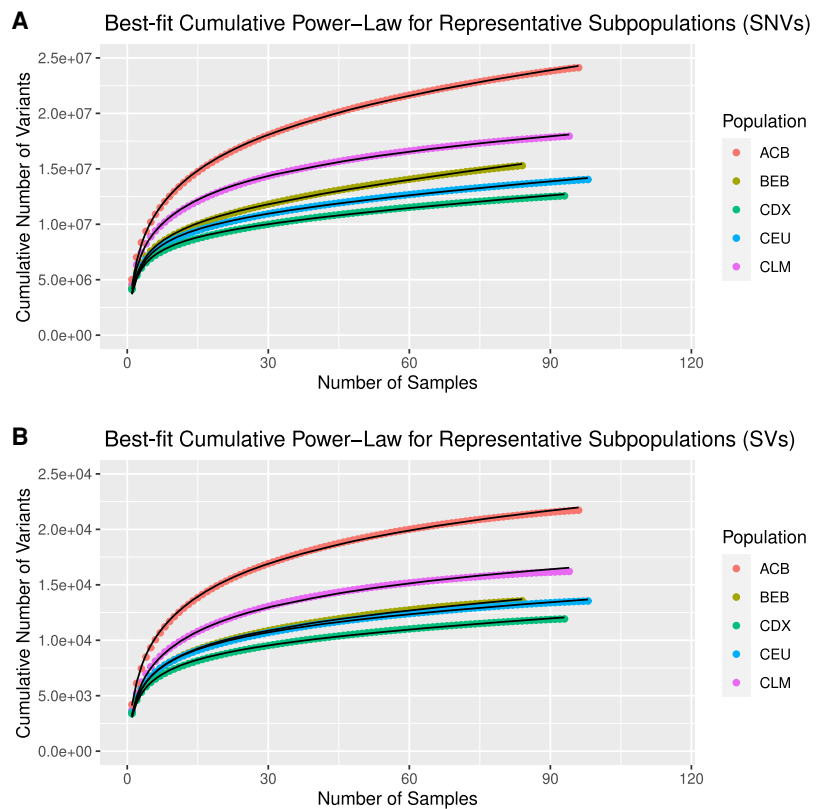 A
Best-fit Cumulative Power-Law for Representative Subpopulations (SNVs)
Cumulative Number of Variants
2.5e+07
2.0e+07
1.5e+07
1.0e+07
5.0e+06
0.0e+00
0 30 60 90 120
Number of Samples
Population
ACB
BEB
CDX
CEU
CLM
B
Best-fit Cumulative Power-Law for Representative Subpopulations (SVs)
Cumulative Number of Variants
2.5e+04
2.0e+04
1.5e+04
1.0e+04
5.0e+03
0.0e+00
0 30 60 90 120
Number of Samples
Population
ACB
BEB
CDX
CEU
CLM